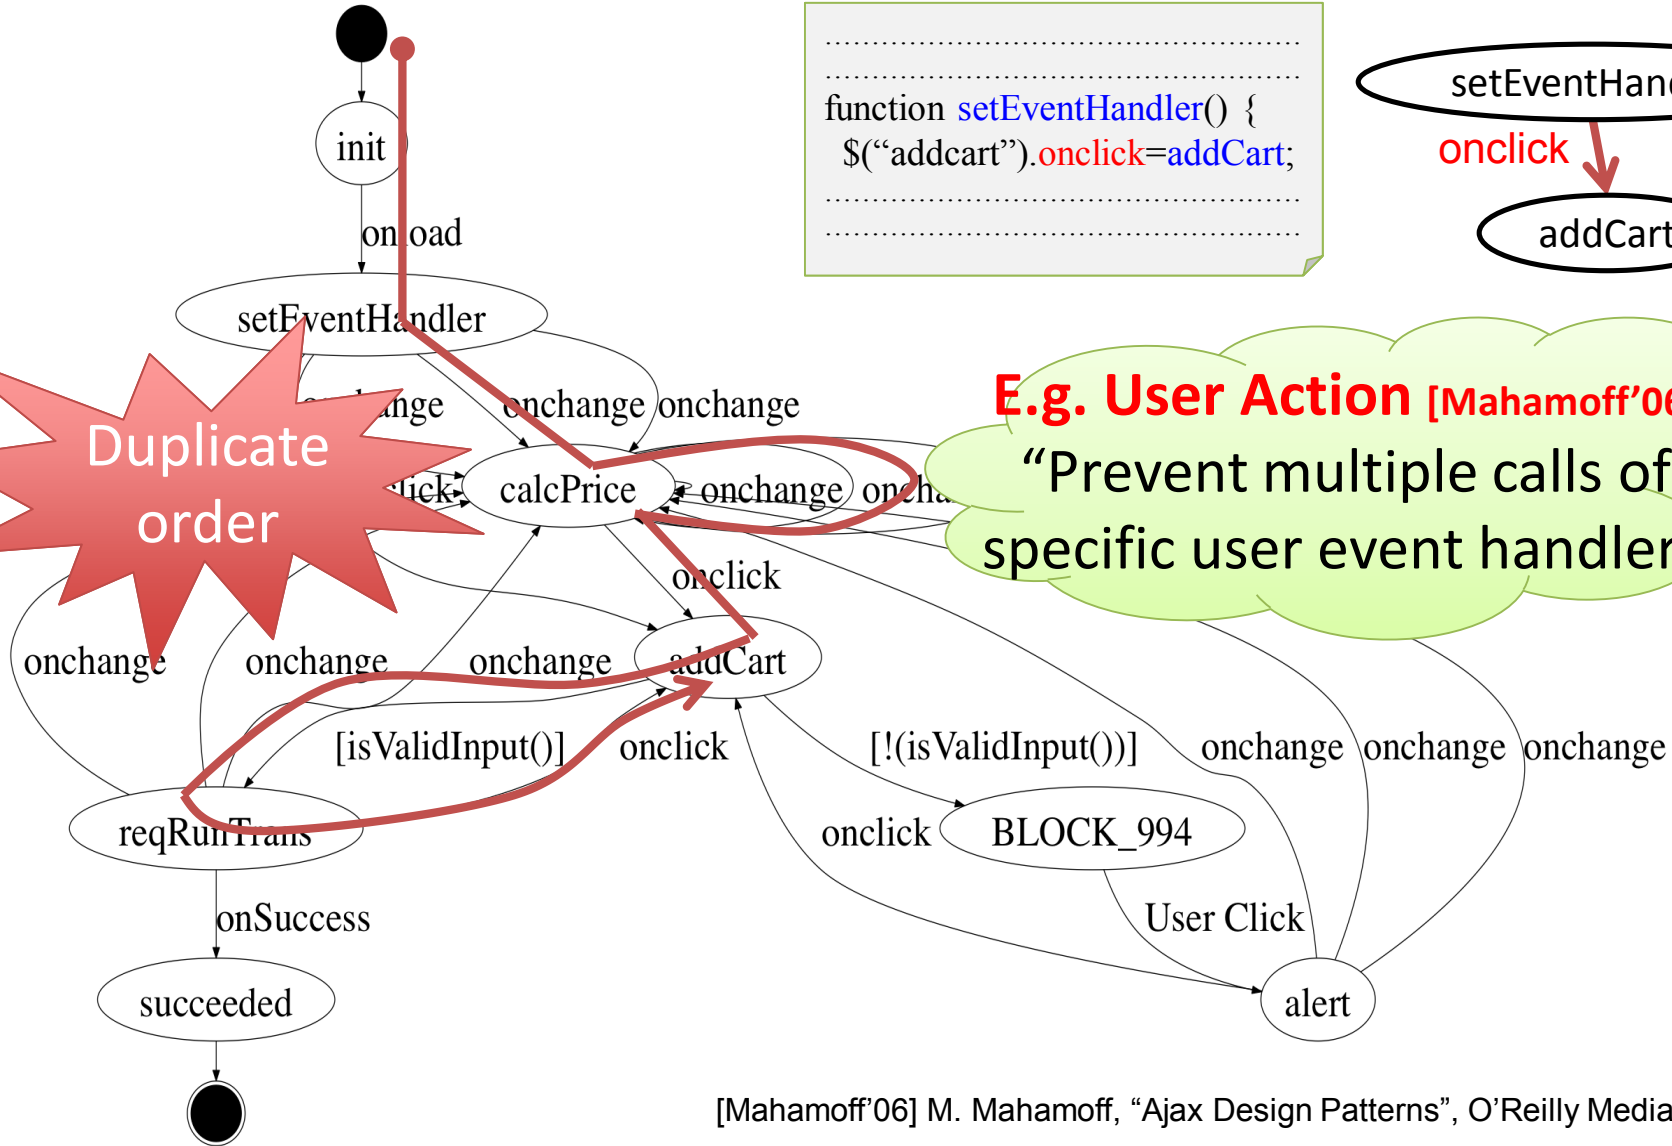 init
onload
setEventHandler
onchange
onchange
calcPrice
onchange
onclick
onchange
onchange
onchange
addCart
[isValidInput()]
onclick
[!(isValidInput())]
onchange
onchange
onchange
reqRunTrans
onclick
BLOCK_994
onSuccess
User Click
succeeded
alert
Duplicate
order
function setEventHandler() {
$(“addcart”).onclick=addCart;
onclick
addCart
E.g. User Action [Mahamoff’06
“Prevent multiple calls of
specific user event handler
[Mahamoff’06] M. Mahamoff, “Ajax Design Patterns”, O’Reilly Media